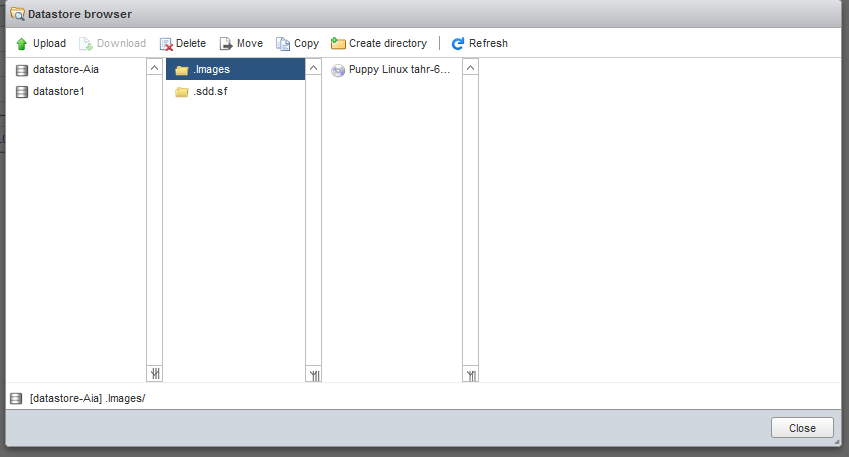 Datastore browser
Upload Download Delete Move Copy Create directory Refresh
datastore-Aia
datastore1
.Images
.sdd.sf
Puppy Linux tahr-6...
[datastore-Aia] .Images/
Close